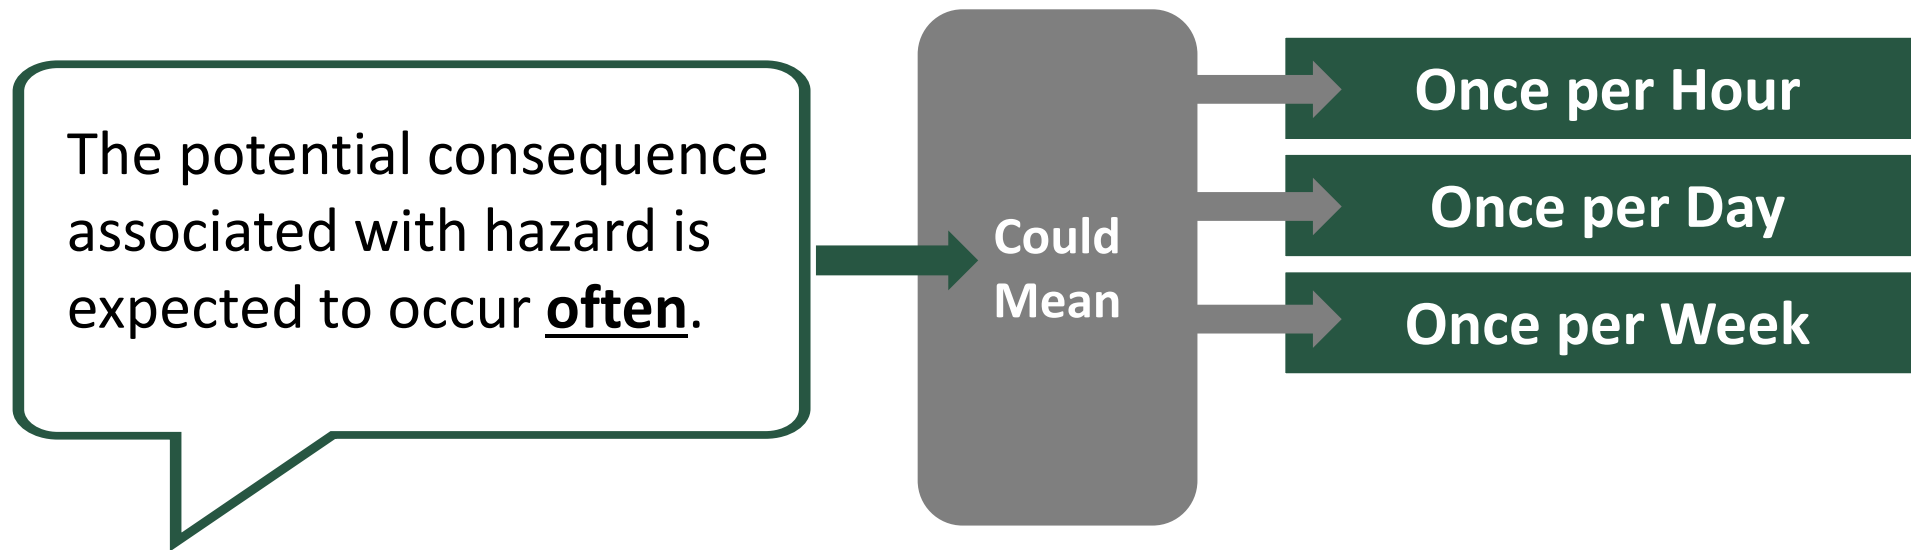 The potential consequence
associated with hazard is
expected to occur often.
Could
Mean
Once per Hour
Once per Day
Once per Week